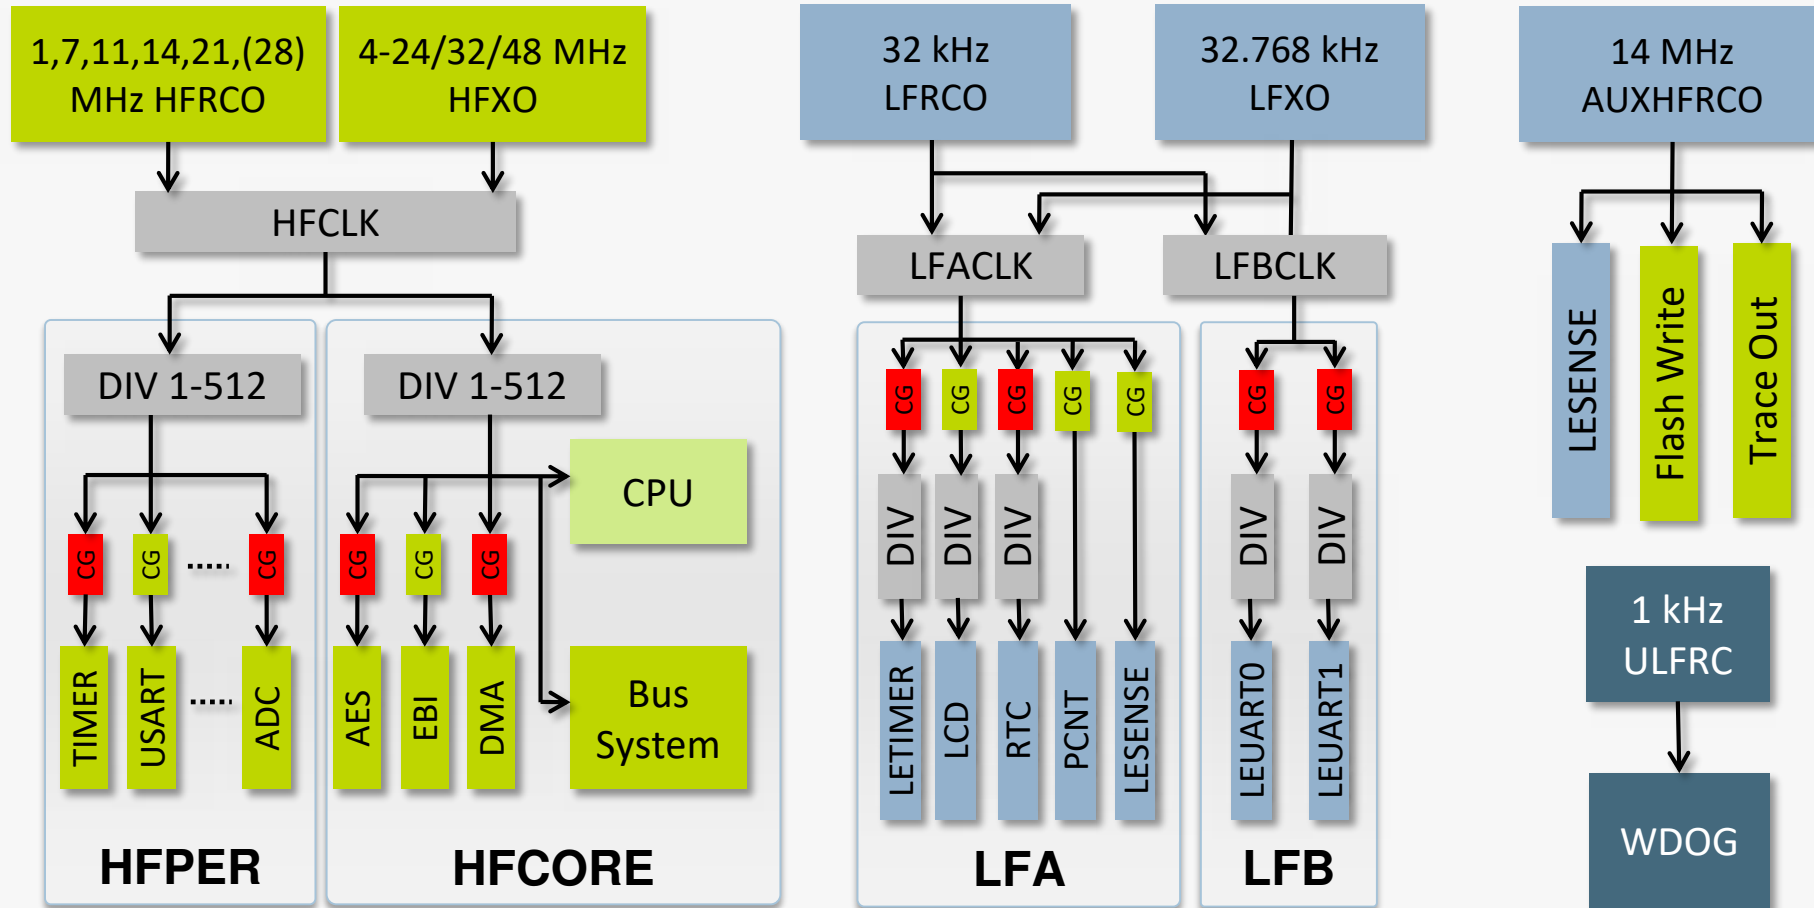 1,7,11,14,21,(28)
MHz HFRCO
4-24/32/48 MHz
HFXO
32 kHz
LFRCO
32.768 kHz
LFXO
14 MHz
AUXHFRCO
HFCLK
LFACLK
LFBCLK
LESENSE
Flash Write
Trace Out
DIV 1-512
DIV 1-512
CG
CG
CG
CG
CG
CG
CG
CPU
CG
CG
.....
CG
CG
CG
CG
DIV
DIV
DIV
DIV
DIV
1 kHz
ULFRC
TIMER
USART
.....
ADC
AES
EBI
DMA
Bus
System
LETIMER
LCD
RTC
PCNT
LESENSE
LEUART0
LEUART1
WDOG
HFPER
HFCORE
LFA
LFB